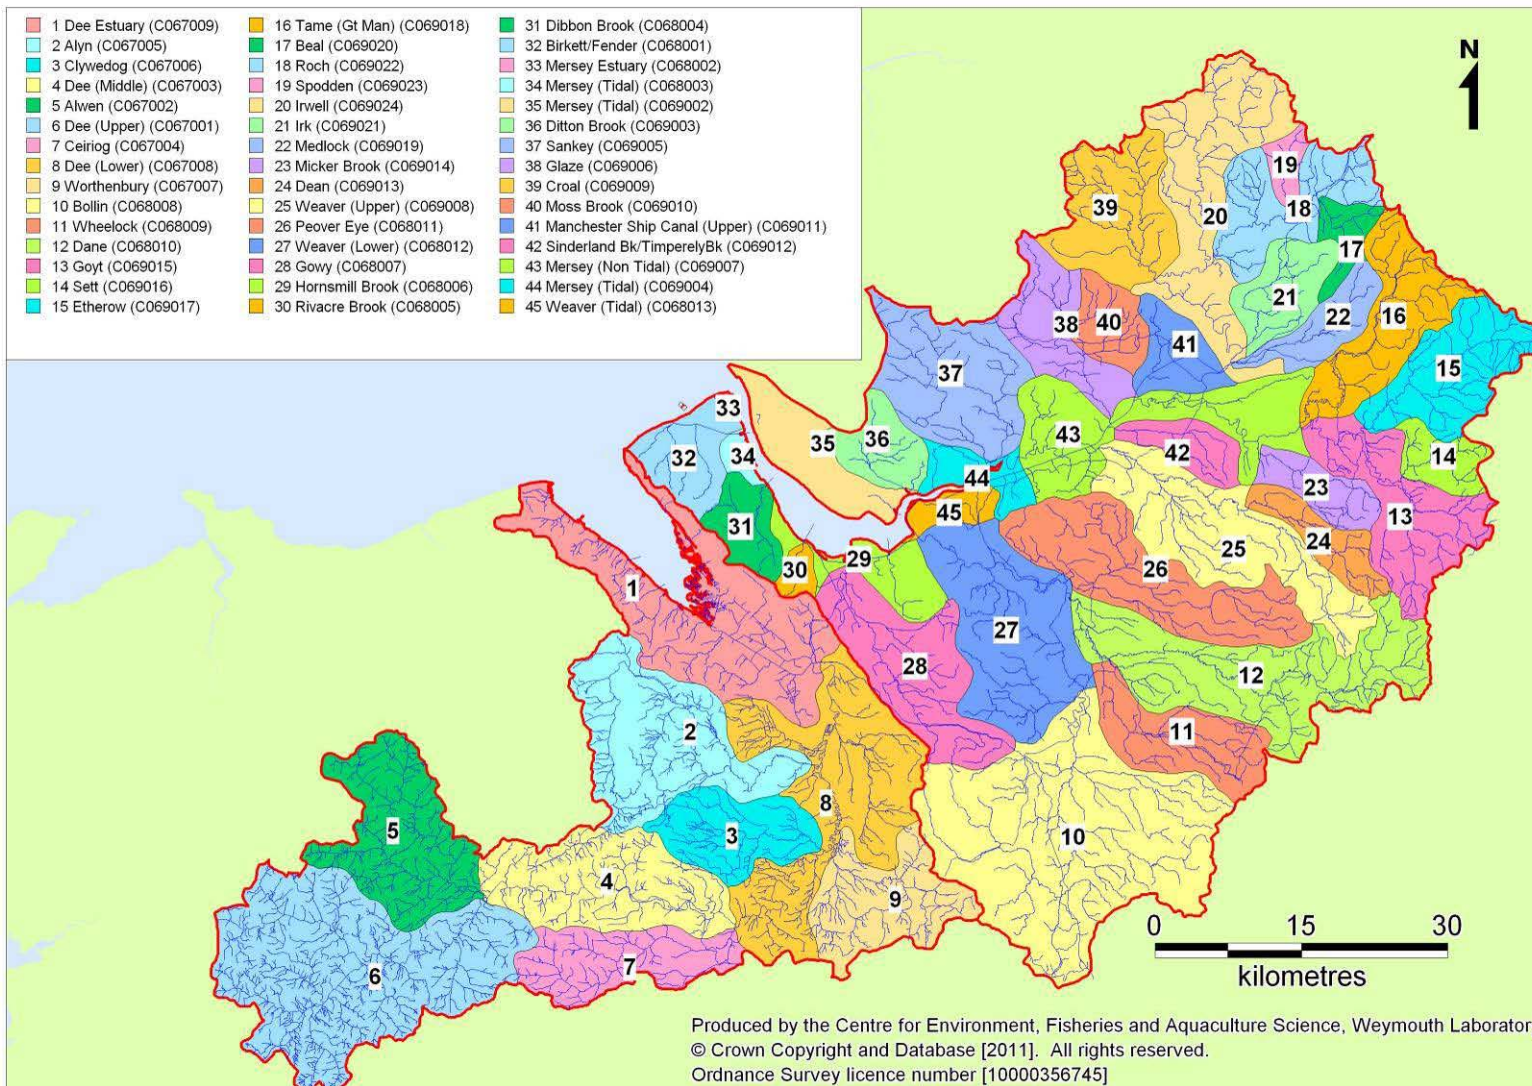 1 Dee Estuary (C067009)
2 Alyn (C067005)
3 Clywedog (C067006)
4 Dee (Middle) (C067003)
5 Alwen (C067002)
6 Dee (Upper) (C067001)
7 Ceiriog (C067004)
8 Dee (Lower) (C067008)
9 Worthenbury (C067007)
10 Bollin (C068008)
11 Wheelock (C068009)
12 Dane (C068010)
13 Goyt (C069015)
14 Sett (C069016)
15 Etherow (C069017)
16 Tame (Gt Man) (C069018)
17 Beal (C069020)
18 Roch (C069022)
19 Spodden (C069023)
20 Irwell (C069024)
21 Irk (C069021)
22 Medlock (C069019)
23 Micker Brook (C069014)
24 Dean (C069013)
25 Weaver (Upper) (C069008)
26 Peover Eye (C068011)
27 Weaver (Lower) (C068012)
28 Gowy (C068007)
29 Hornsmill Brook (C068006)
30 Rivacre Brook (C068005)
31 Dibbon Brook (C068004)
32 Birkett/Fender (C068001)
33 Mersey Estuary (C068002)
34 Mersey (Tidal) (C068003)
35 Mersey (Tidal) (C069002)
36 Ditton Brook (C069003)
37 Sankey (C069005)
38 Glaze (C069006)
39 Croal (C069009)
40 Moss Brook (C069010)
41 Manchester Ship Canal (Upper) (C069011)
42 Sinderland Bk/TimperelyBk (C069012)
43 Mersey (Non Tidal) (C069007)
44 Mersey (Tidal) (C069004)
45 Weaver (Tidal) (C068013)
N
19
39
20
18
17
21
22
16
38
40
41
15
37
33
35
36
43
42
14
32
34
44
23
13
31
45
24
25
30
29
26
1
27
28
12
2
11
5
3
8
10
4
9
6
7
0 15 30
kilometres
Produced by the Centre for Environment, Fisheries and Aquaculture Science, Weymouth Laborator
© Crown Copyright and Database [2011]. All rights reserved.
Ordnance Survey licence number [10000356745]